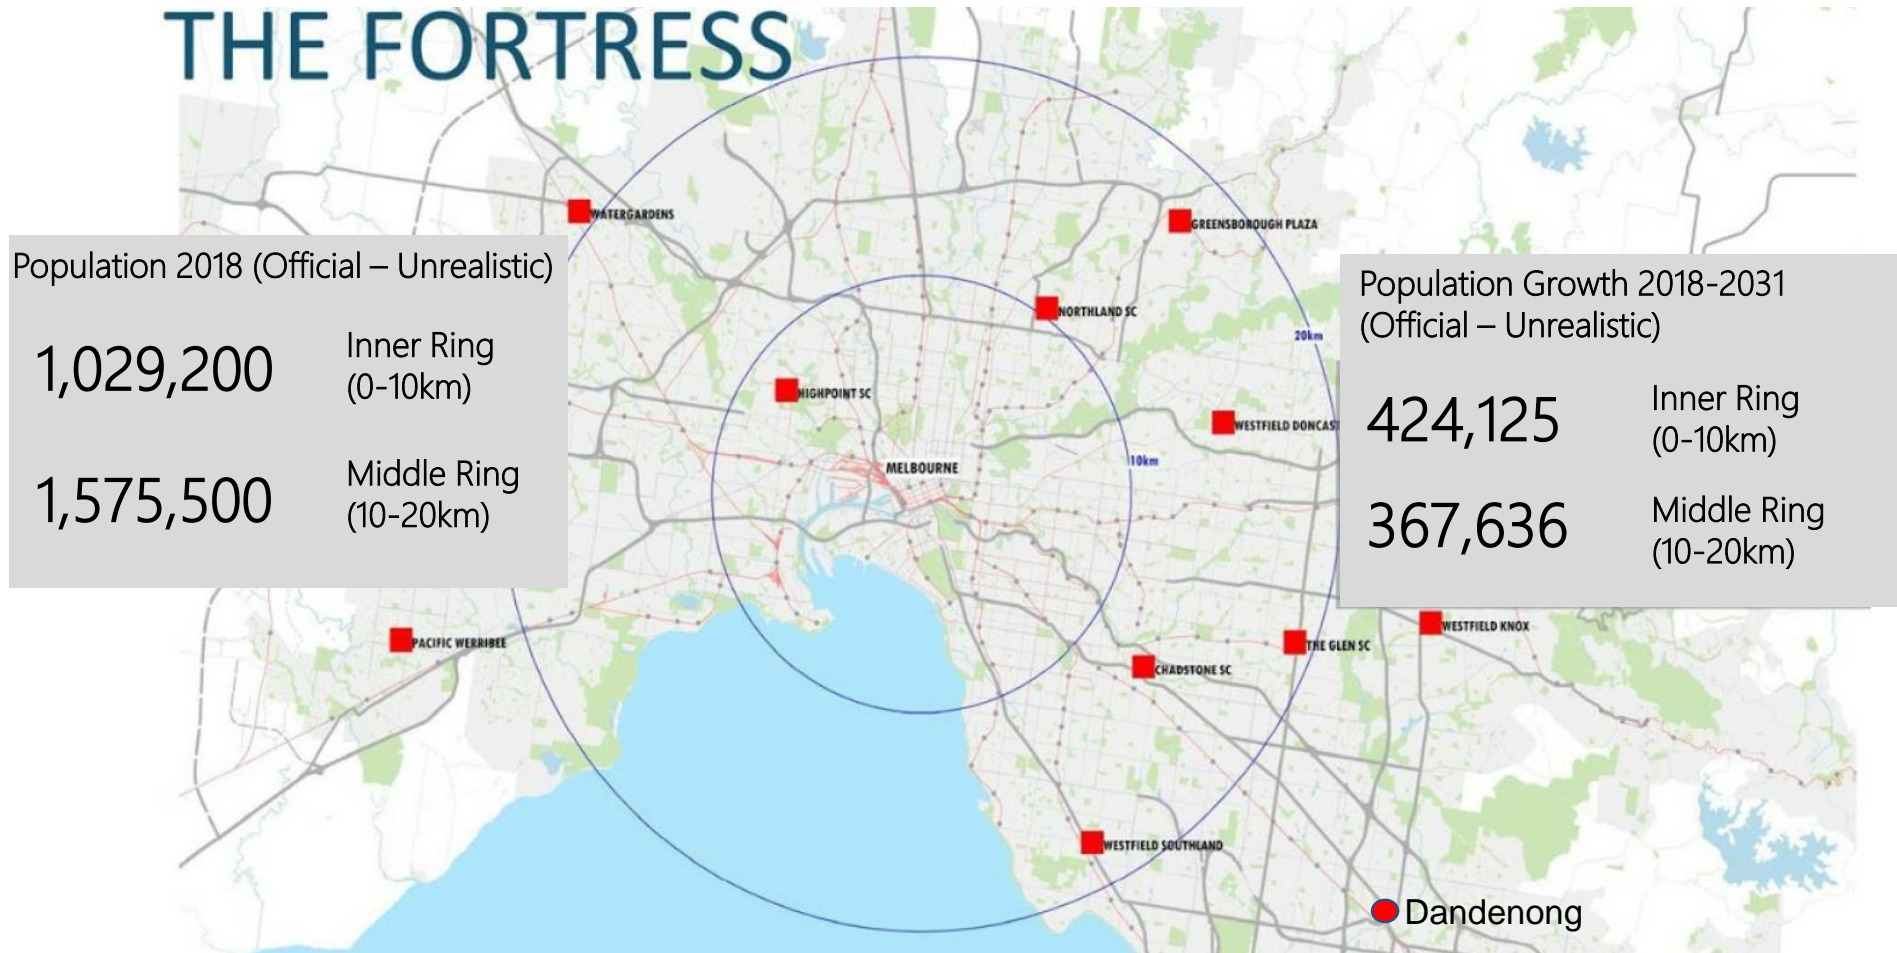 THE FORTRESS
WATERGARDENS
GREENSBOROUGH PLAZA
Population 2018 (Official – Unrealistic)
1,029,200
Inner Ring
(0-10km)
1,575,500
Middle Ring
(10-20km)
NORTHLAND SC
20km
HIGHPOINT SC
WESTFIELD DONCAS
MELBOURNE
10km
Population Growth 2018-2031
(Official – Unrealistic)
424,125
Inner Ring
(0-10km)
367,636
Middle Ring
(10-20km)
PACIFIC WERRIBEE
WESTFIELD KNOX
THE GLEN SC
CHADSTONE SC
WESTFIELD SOUTHLAND
Dandenong